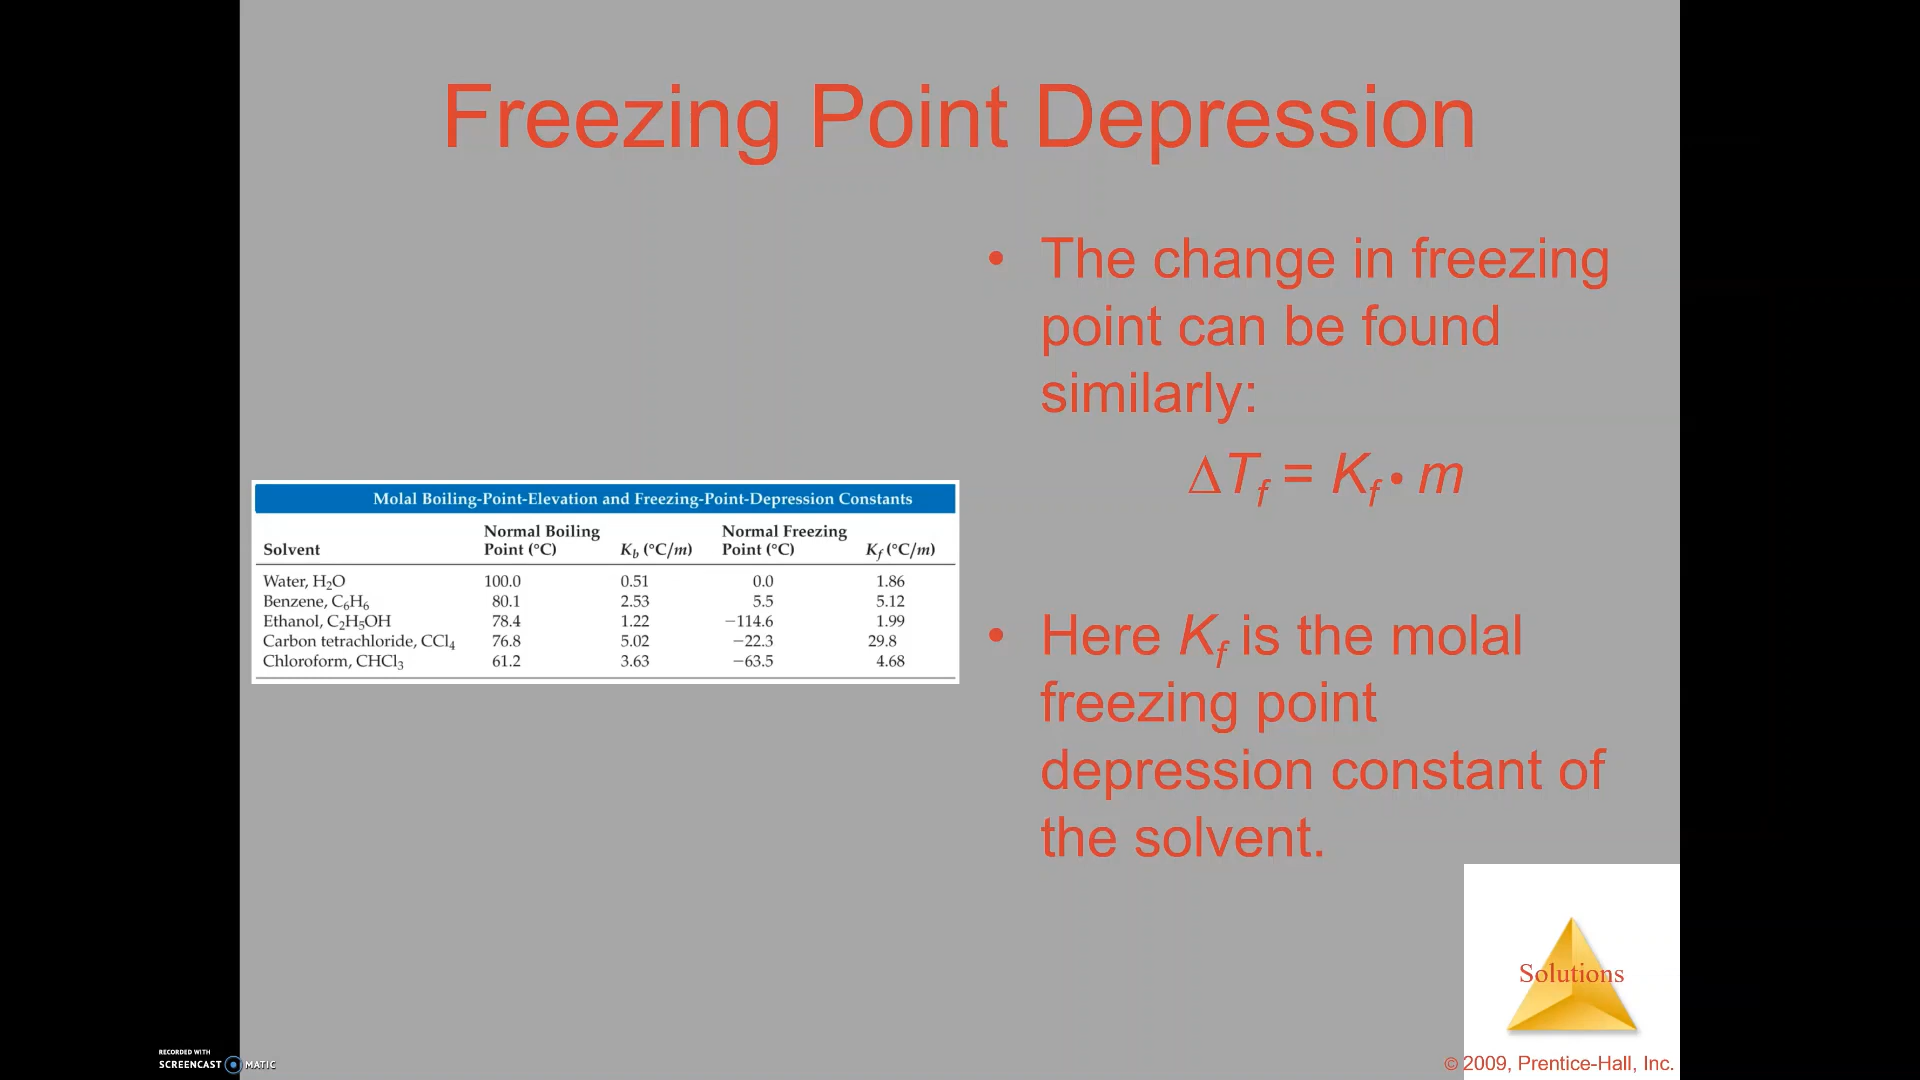 Freezing Point Depression
• The change in freezing
point can be found
similarly:
ΔTf = Kf • m
Molal Boiling-Point-Elevation and Freezing-Point-Depression Constants
Normal Boiling Normal Freezing
Solvent Point (°C) Kb (°C/m) Point (°C) Kf (°C/m)
Water, H₂O 100.0 0.51 0.0 1.86
Benzene, C₆H₆ 80.1 2.53 5.5 5.12
Ethanol, C₂H₅OH 78.4 1.22 −114.6 1.99
Carbon tetrachloride, CCl₄ 76.8 5.02 −22.3 29.8
Chloroform, CHCl₃ 61.2 3.63 −63.5 4.68
• Here Kf is the molal
freezing point
depression constant of
the solvent.
Solutions
© 2009, Prentice-Hall, Inc.
RECORDED WITH
SCREENCAST MATIC